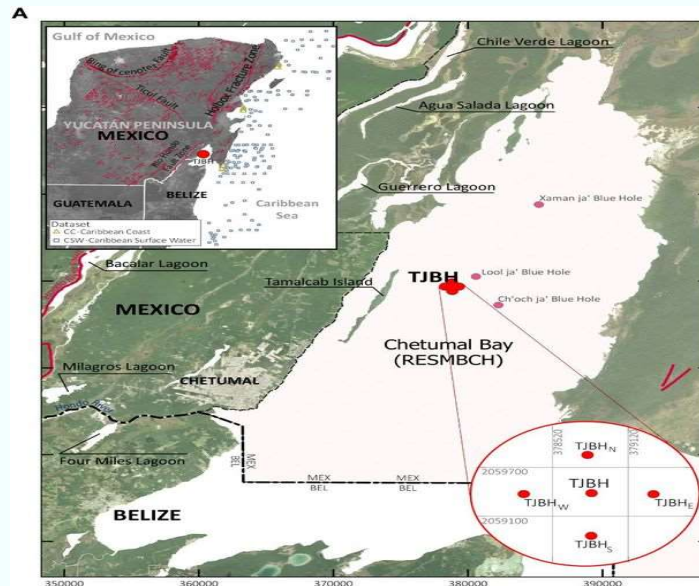 A
Gulf of Mexico
Ring of cenotes fault
Ticul Fault
Holbox Fracture Zone
YUCATÁN PENINSULA
MEXICO
TJBH
BELIZE
GUATEMALA
Caribbean
Sea
Dataset
CC-Caribbean Coast
CSW-Caribbean Surface Water
Chile Verde Lagoon
Agua Salada Lagoon
Guerrero Lagoon
Xaman ja' Blue Hole
Bacalar Lagoon
Tamalcab Island
TJBH
Lool ja' Blue Hole
Ch'och ja' Blue Hole
MEXICO
Chetumal Bay
(RESMBCH)
Milagros Lagoon
CHETUMAL
Hondo River
Four Miles Lagoon
MEX
BEL
MEX MEX
BEL BEL
BELIZE
378520
379120
TJBHN
2059700
TJBH
TJBHW
TJBHE
2059100
TJBHS
350000 360000 370000 380000 390000